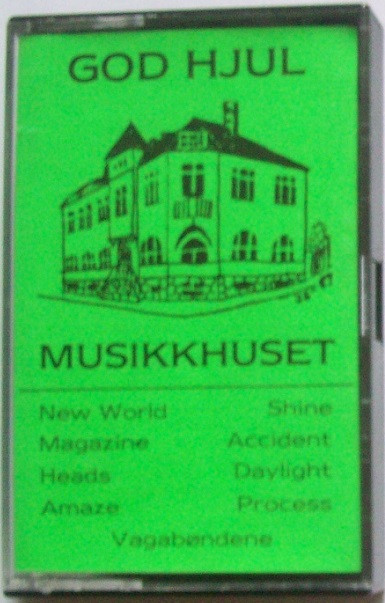 GOD HJUL
MUSIKKHUSET
New World Shine
Magazine Accident
Heads Daylight
Amaze Process
Vagabøndene